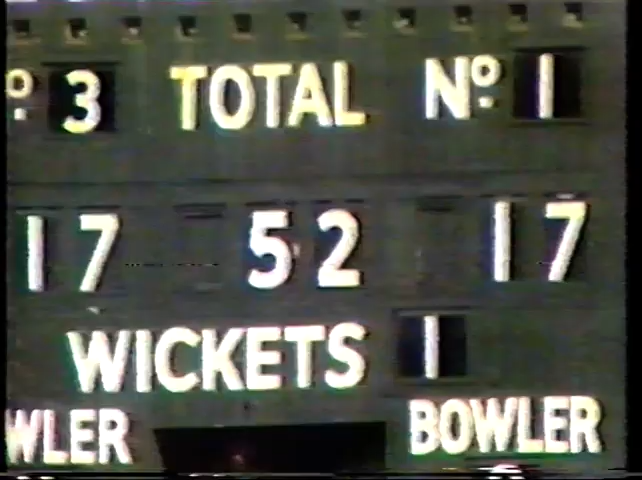 º 3 TOTAL Nº 1
17 52 17
WICKETS 1
WLER BOWLER